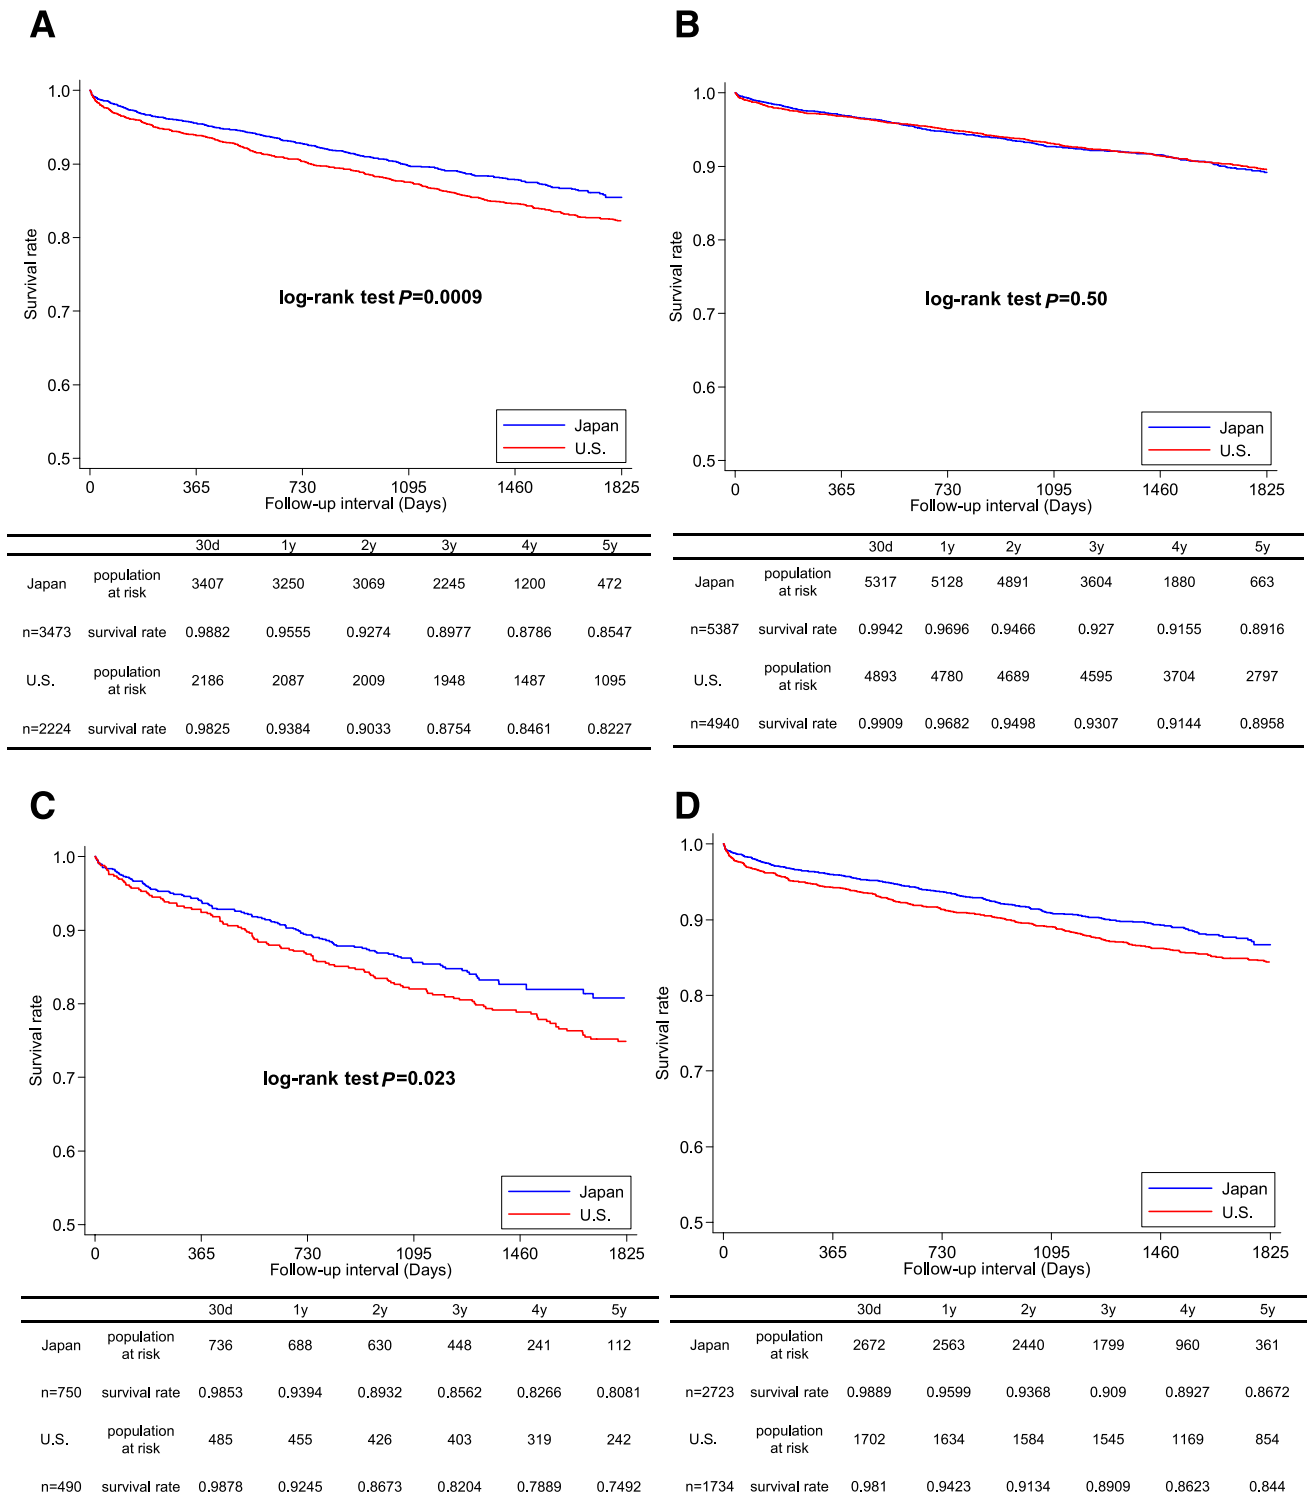 A
1.0
0.9
0.8
0.7
0.6
0.5
Survival rate
log-rank test P=0.0009
Japan
U.S.
0 365 730 1095 1460 1825
Follow-up interval (Days)
30d 1y 2y 3y 4y 5y
Japan population at risk 3407 3250 3069 2245 1200 472
n=3473 survival rate 0.9882 0.9555 0.9274 0.8977 0.8786 0.8547
U.S. population at risk 2186 2087 2009 1948 1487 1095
n=2224 survival rate 0.9825 0.9384 0.9033 0.8754 0.8461 0.8227
B
1.0
0.9
0.8
0.7
0.6
0.5
Survival rate
log-rank test P=0.50
Japan
U.S.
0 365 730 1095 1460 1825
Follow-up interval (Days)
30d 1y 2y 3y 4y 5y
Japan population at risk 5317 5128 4891 3604 1880 663
n=5387 survival rate 0.9942 0.9696 0.9466 0.927 0.9155 0.8916
U.S. population at risk 4893 4780 4689 4595 3704 2797
n=4940 survival rate 0.9909 0.9682 0.9498 0.9307 0.9144 0.8958
C
1.0
0.9
0.8
0.7
0.6
0.5
Survival rate
log-rank test P=0.023
Japan
U.S.
0 365 730 1095 1460 1825
Follow-up interval (Days)
30d 1y 2y 3y 4y 5y
Japan population at risk 736 688 630 448 241 112
n=750 survival rate 0.9853 0.9394 0.8932 0.8562 0.8266 0.8081
U.S. population at risk 485 455 426 403 319 242
n=490 survival rate 0.9878 0.9245 0.8673 0.8204 0.7889 0.7492
D
1.0
0.9
0.8
0.7
0.6
0.5
Survival rate
Japan
U.S.
0 365 730 1095 1460 1825
Follow-up interval (Days)
30d 1y 2y 3y 4y 5y
Japan population at risk 2672 2563 2440 1799 960 361
n=2723 survival rate 0.9889 0.9599 0.9368 0.909 0.8927 0.8672
U.S. population at risk 1702 1634 1584 1545 1169 854
n=1734 survival rate 0.981 0.9423 0.9134 0.8909 0.8623 0.844